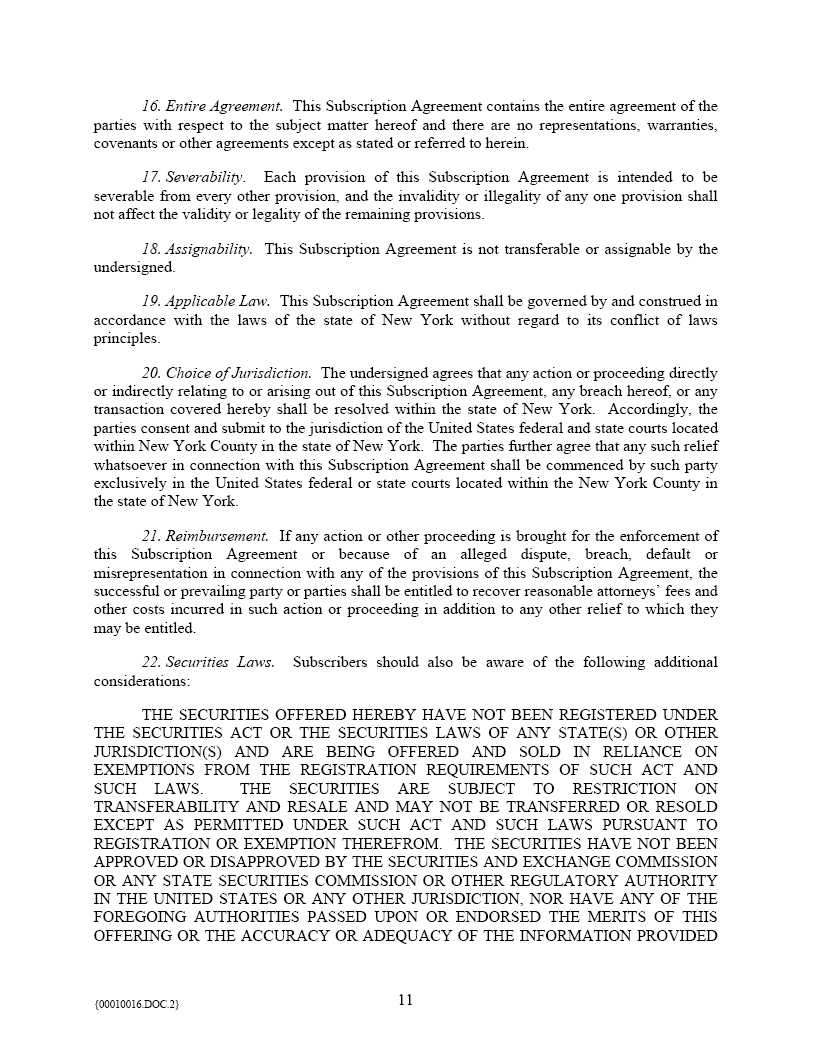 16. Entire Agreement.  This Subscription Agreement contains the entire agreement of the
parties with respect to the subject matter hereof and there are no representations, warranties,
covenants or other agreements except as stated or referred to herein.
17. Severability.  Each provision of this Subscription Agreement is intended to be
severable from every other provision, and the invalidity or illegality of any one provision shall
not affect the validity or legality of the remaining provisions.
18. Assignability.  This Subscription Agreement is not transferable or assignable by the
undersigned.
19. Applicable Law.  This Subscription Agreement shall be governed by and construed in
accordance with the laws of the state of New York without regard to its conflict of laws
principles.
20. Choice of Jurisdiction.  The undersigned agrees that any action or proceeding directly
or indirectly relating to or arising out of this Subscription Agreement, any breach hereof, or any
transaction covered hereby shall be resolved within the state of New York.  Accordingly, the
parties consent and submit to the jurisdiction of the United States federal and state courts located
within New York County in the state of New York.  The parties further agree that any such relief
whatsoever in connection with this Subscription Agreement shall be commenced by such party
exclusively in the United States federal or state courts located within the New York County in
the state of New York.
21. Reimbursement.  If any action or other proceeding is brought for the enforcement of
this Subscription Agreement or because of an alleged dispute, breach, default or
misrepresentation in connection with any of the provisions of this Subscription Agreement, the
successful or prevailing party or parties shall be entitled to recover reasonable attorneys’ fees and
other costs incurred in such action or proceeding in addition to any other relief to which they
may be entitled.
22. Securities Laws.  Subscribers should also be aware of the following additional
considerations:
THE SECURITIES OFFERED HEREBY HAVE NOT BEEN REGISTERED UNDER
THE SECURITIES ACT OR THE SECURITIES LAWS OF ANY STATE(S) OR OTHER
JURISDICTION(S) AND ARE BEING OFFERED AND SOLD IN RELIANCE ON
EXEMPTIONS FROM THE REGISTRATION REQUIREMENTS OF SUCH ACT AND
SUCH LAWS.  THE SECURITIES ARE SUBJECT TO RESTRICTION ON
TRANSFERABILITY AND RESALE AND MAY NOT BE TRANSFERRED OR RESOLD
EXCEPT AS PERMITTED UNDER SUCH ACT AND SUCH LAWS PURSUANT TO
REGISTRATION OR EXEMPTION THEREFROM.  THE SECURITIES HAVE NOT BEEN
APPROVED OR DISAPPROVED BY THE SECURITIES AND EXCHANGE COMMISSION
OR ANY STATE SECURITIES COMMISSION OR OTHER REGULATORY AUTHORITY
IN THE UNITED STATES OR ANY OTHER JURISDICTION, NOR HAVE ANY OF THE
FOREGOING AUTHORITIES PASSED UPON OR ENDORSED THE MERITS OF THIS
OFFERING OR THE ACCURACY OR ADEQUACY OF THE INFORMATION PROVIDED
{00010016.DOC.2}
11